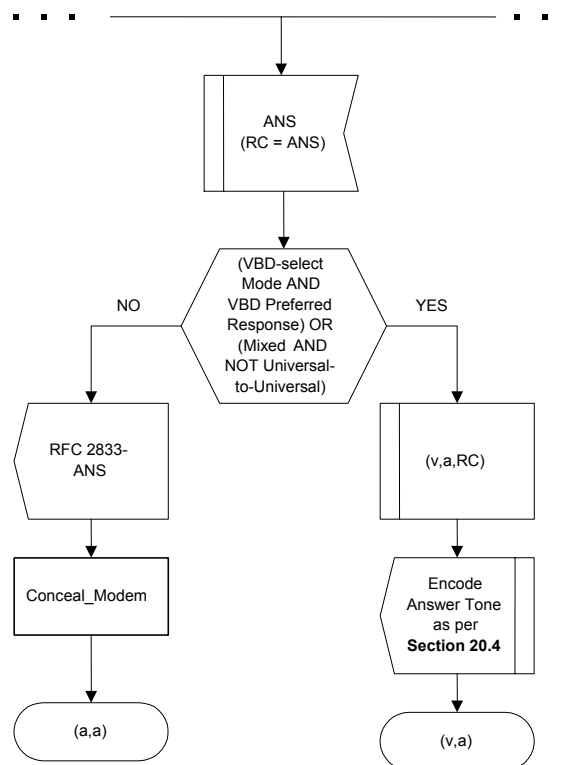 ANS
(RC = ANS)
(VBD-select
Mode AND
VBD Preferred
Response) OR
(Mixed AND
NOT Universal-
to-Universal)
NO
YES
RFC 2833-
ANS
(v,a,RC)
Conceal_Modem
Encode
Answer Tone
as per
Section 20.4
(a,a)
(v,a)